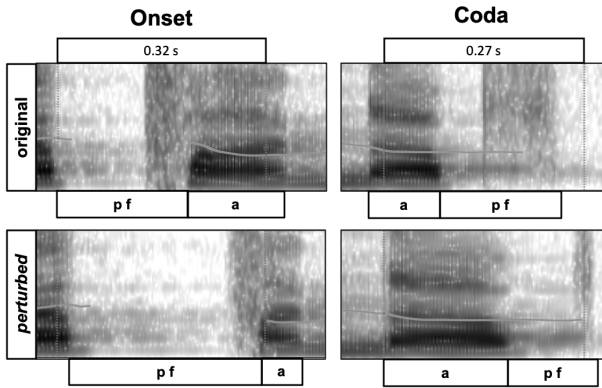 Onset Coda
0.32 s 0.27 s
original
p f a a p f
perturbed
p f a a p f